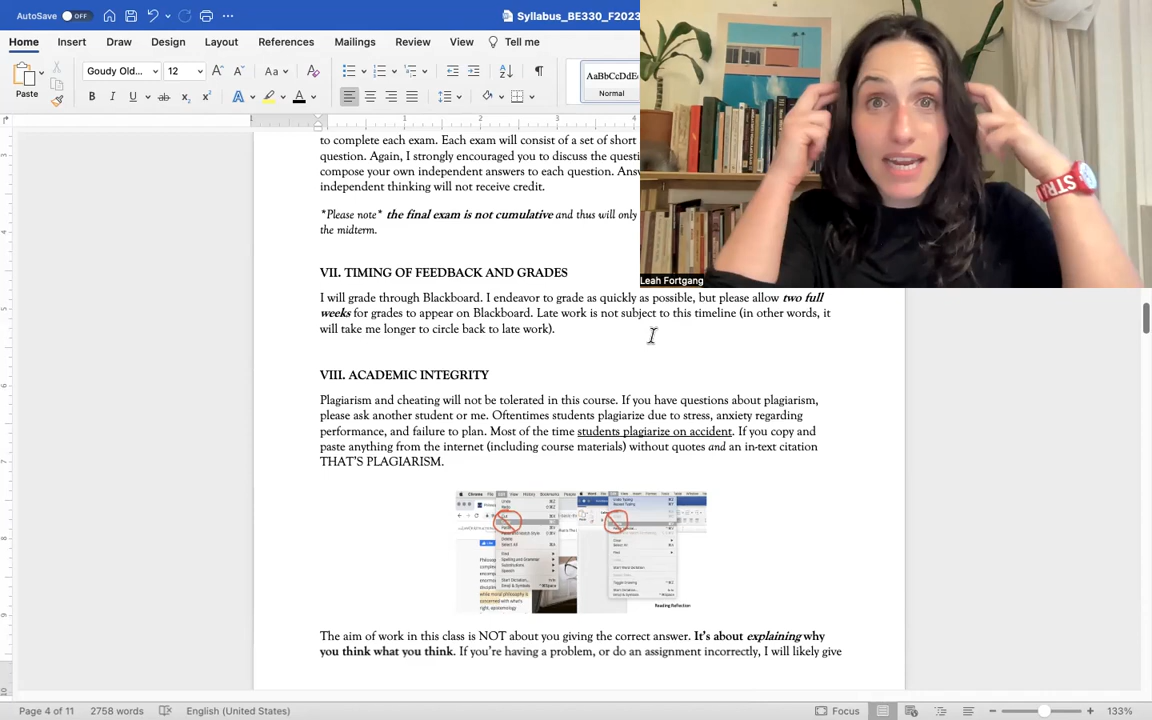 AutoSave OFF
Syllabus_BE330_F2023
Home Insert Draw Design Layout References Mailings Review View Tell me
Paste
Goudy Old... 12
AaBbCcDdE
Normal
to complete each exam. Each exam will consist of a set of short
question. Again, I strongly encouraged you to discuss the questi
compose your own independent answers to each question. Answ
independent thinking will not receive credit.
*Please note* the final exam is not cumulative and thus will only
the midterm.
Leah Fortgang
VII. TIMING OF FEEDBACK AND GRADES
I will grade through Blackboard. I endeavor to grade as quickly as possible, but please allow two full
weeks for grades to appear on Blackboard. Late work is not subject to this timeline (in other words, it
will take me longer to circle back to late work).
VIII. ACADEMIC INTEGRITY
Plagiarism and cheating will not be tolerated in this course. If you have questions about plagiarism,
please ask another student or me. Oftentimes students plagiarize due to stress, anxiety regarding
performance, and failure to plan. Most of the time students plagiarize on accident. If you copy and
paste anything from the internet (including course materials) without quotes and an in-text citation
THAT'S PLAGIARISM.
Reading Reflection
The aim of work in this class is NOT about you giving the correct answer. It's about explaining why
you think what you think. If you're having a problem, or do an assignment incorrectly, I will likely give
Page 4 of 11 2758 words English (United States) Focus 133%